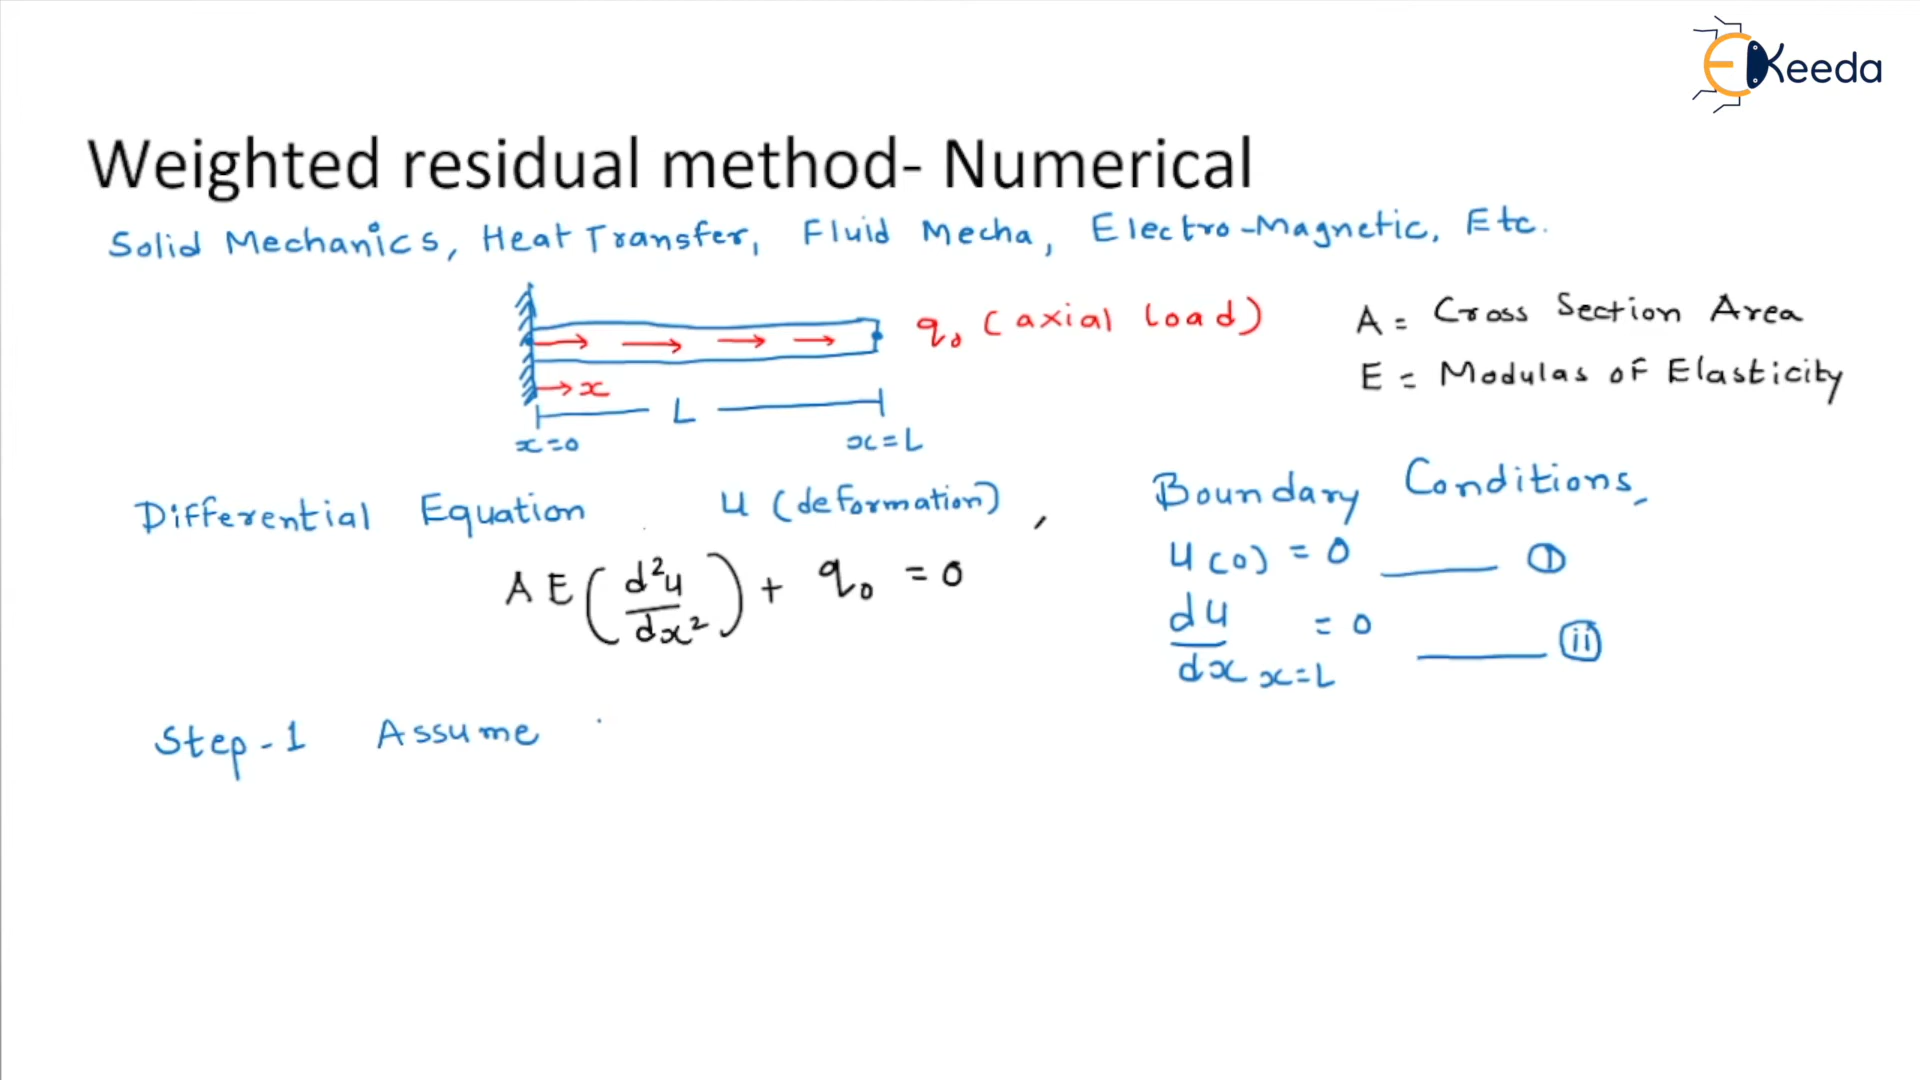 EKeeda
Weighted residual method- Numerical
Solid Mechanics, Heat Transfer, Fluid Mecha, Electro-Magnetic, Etc.
q₀ (axial load)
A = Cross Section Area
E = Modulas of Elasticity
x
L
x=0 x=L
Differential Equation u (deformation),
AE(d²u/dx²) + q₀ = 0
Boundary Conditions,
u(0) = 0 ___ ⓘ
du/dx x=L = 0 ___ ⅱ
Step-1 Assume